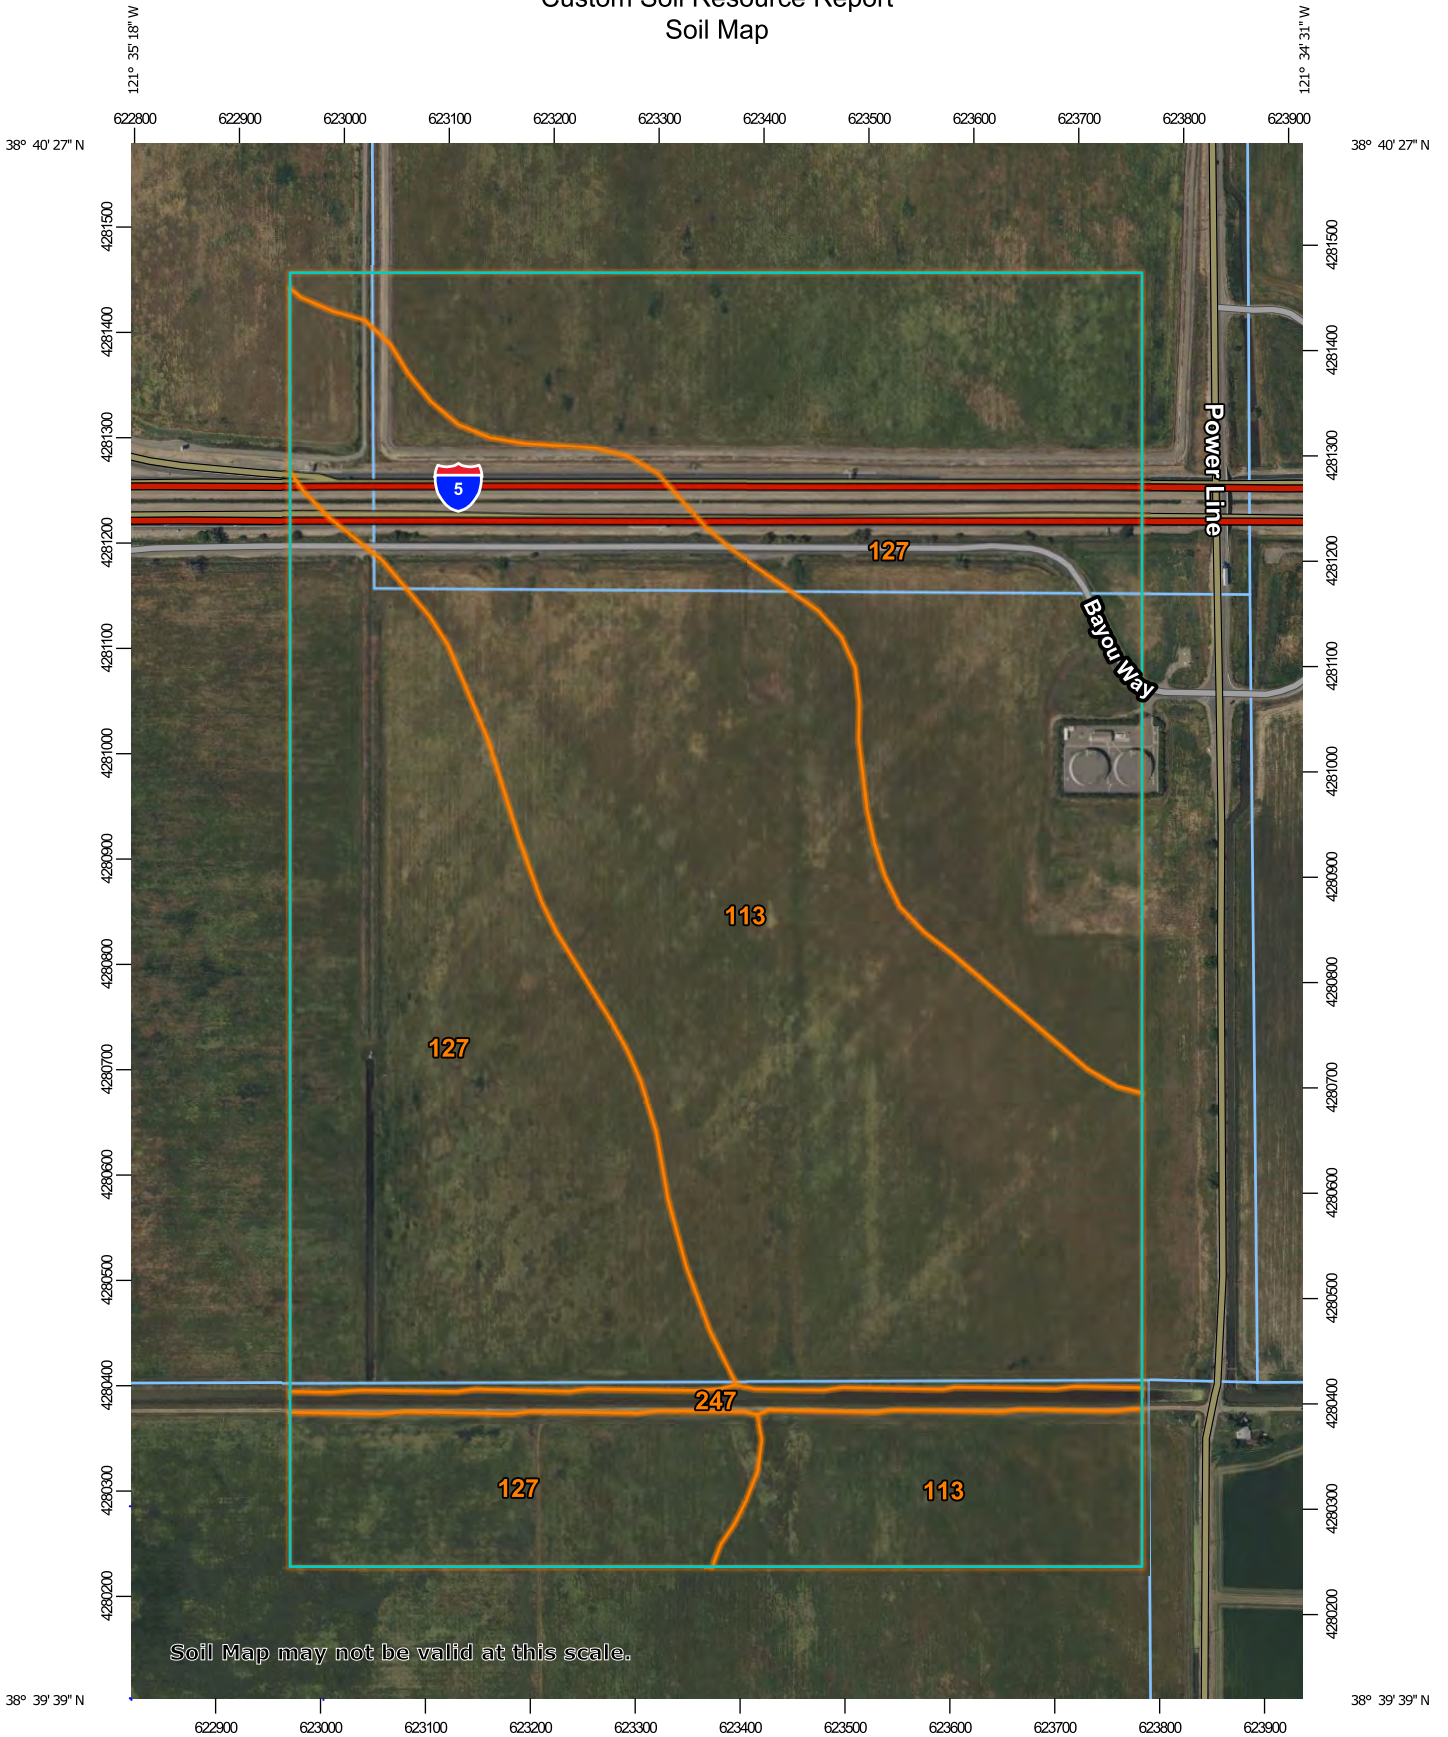 Custom Soil Resource Report
Soil Map
121° 35' 18" W
121° 34' 31" W
622800 622900 623000 623100 623200 623300 623400 623500 623600 623700 623800 623900
38° 40' 27" N
38° 40' 27" N
4281500
4281500
4281400
4281400
4281300
4281300
Power Line
5
4281200
4281200
127
Bayou Way
4281100
4281100
4281000
4281000
4280900
4280900
113
4280800
4280800
127
4280700
4280700
4280600
4280600
4280500
4280500
4280400
4280400
247
4280300
4280300
127
113
4280200
4280200
Soil Map may not be valid at this scale.
38° 39' 39" N
38° 39' 39" N
622900 623000 623100 623200 623300 623400 623500 623600 623700 623800 623900